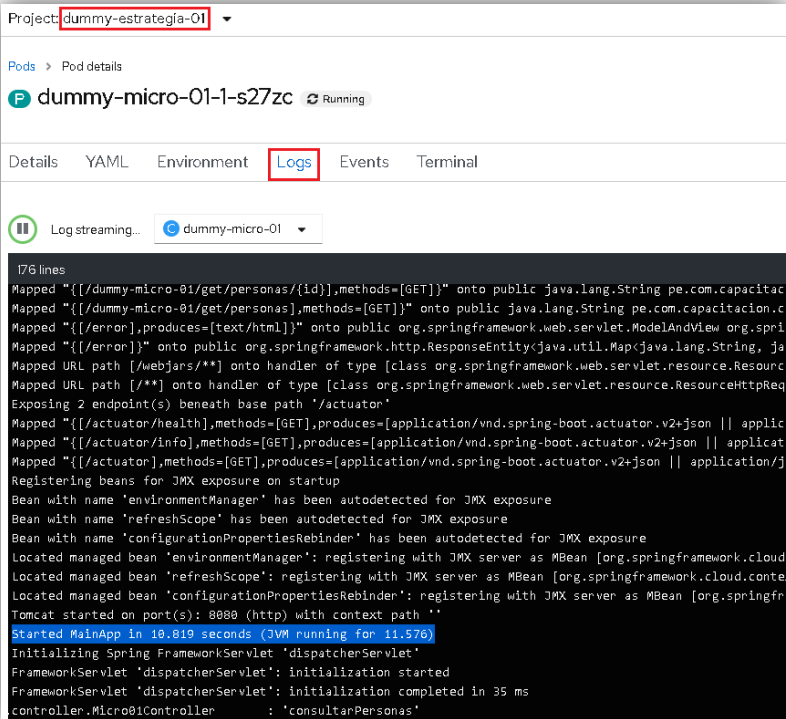 Project: dummy-estrategia-01
Pods > Pod details
P dummy-micro-01-1-s27zc Running
Details YAML Environment Logs Events Terminal
Log streaming... C dummy-micro-01
176 lines
Mapped "{[/dummy-micro-01/get/personas/{id}],methods=[GET]}" onto public java.lang.String pe.com.capacitac
Mapped "{[/dummy-micro-01/get/personas],methods=[GET]}" onto public java.lang.String pe.com.capacitacion.c
Mapped "{[/error],produces=[text/html]}" onto public org.springframework.web.servlet.ModelAndView org.spri
Mapped "{[/error]}" onto public org.springframework.http.ResponseEntity<java.util.Map<java.lang.String, ja
Mapped URL path [/webjars/**] onto handler of type [class org.springframework.web.servlet.resource.Resourc
Mapped URL path [/**] onto handler of type [class org.springframework.web.servlet.resource.ResourceHttpReq
Exposing 2 endpoint(s) beneath base path '/actuator'
Mapped "{[/actuator/health],methods=[GET],produces=[application/vnd.spring-boot.actuator.v2+json || applic
Mapped "{[/actuator/info],methods=[GET],produces=[application/vnd.spring-boot.actuator.v2+json || applicat
Mapped "{[/actuator],methods=[GET],produces=[application/vnd.spring-boot.actuator.v2+json || application/j
Registering beans for JMX exposure on startup
Bean with name 'environmentManager' has been autodetected for JMX exposure
Bean with name 'refreshScope' has been autodetected for JMX exposure
Bean with name 'configurationPropertiesRebinder' has been autodetected for JMX exposure
Located managed bean 'environmentManager': registering with JMX server as MBean [org.springframework.cloud
Located managed bean 'refreshScope': registering with JMX server as MBean [org.springframework.cloud.conte
Located managed bean 'configurationPropertiesRebinder': registering with JMX server as MBean [org.springfr
Tomcat started on port(s): 8080 (http) with context path ''
Started MainApp in 10.819 seconds (JVM running for 11.576)
Initializing Spring FrameworkServlet 'dispatcherServlet'
FrameworkServlet 'dispatcherServlet': initialization started
FrameworkServlet 'dispatcherServlet': initialization completed in 35 ms
.controller.Micro01Controller : 'consultarPersonas'